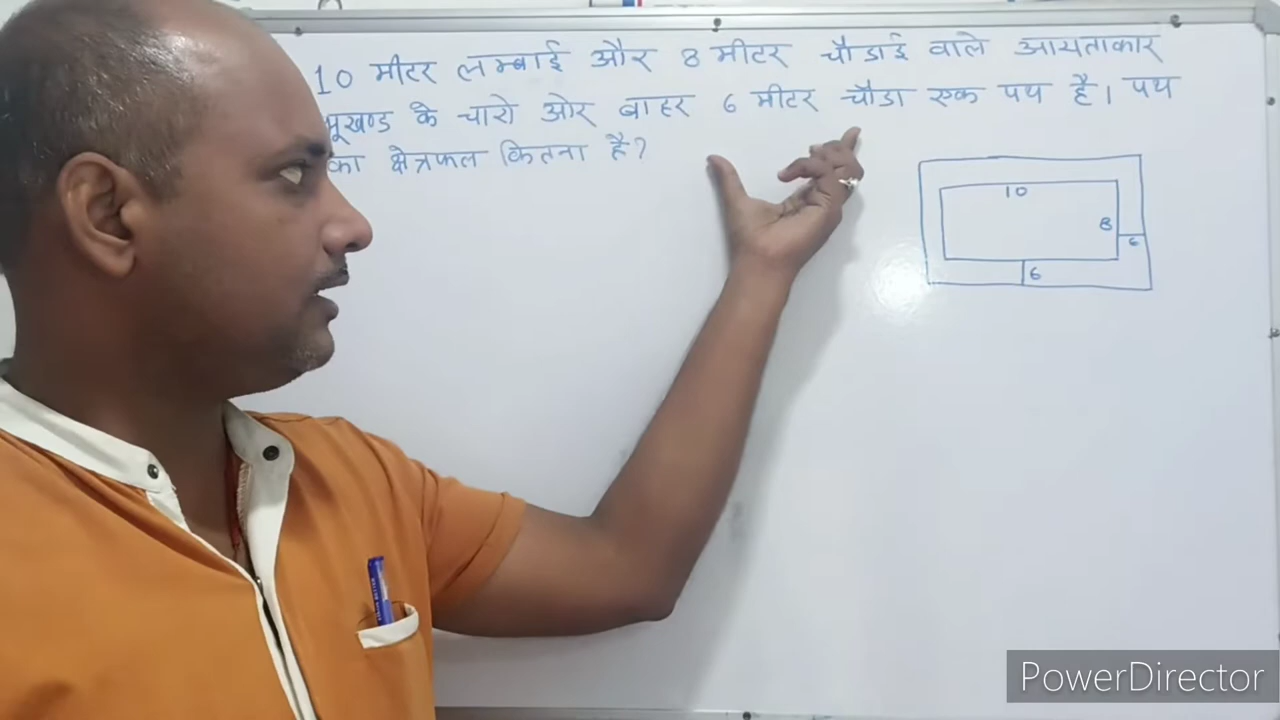 10 मीटर लम्बाई और 8 मीटर चौडाई वाले आयताकार
भूखण्ड के चारो ओर बाहर 6 मीटर चौडा एक पथ है। पथ
का क्षेत्रफल कितना है?
10
8
6
6
PowerDirector